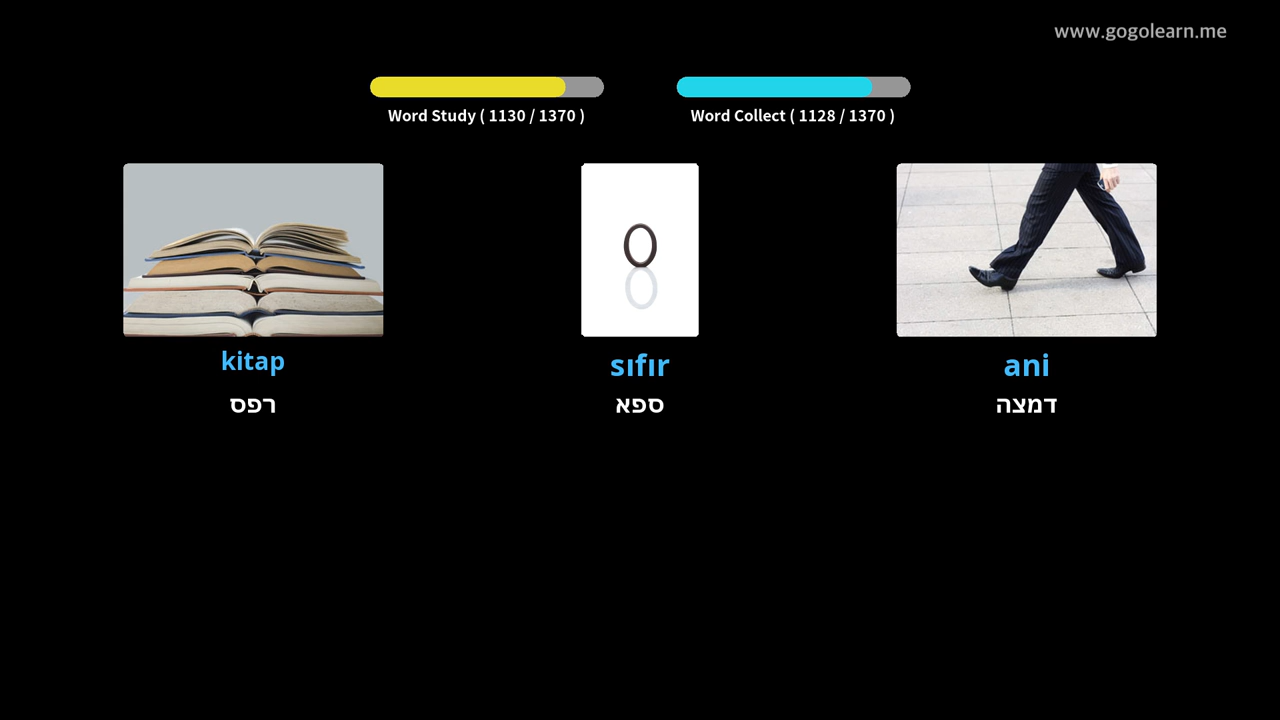 www.gogolearn.me
Word Study ( 1130 / 1370 )
Word Collect ( 1128 / 1370 )
kitap
רפס
sıfır
ספא
ani
דמצה